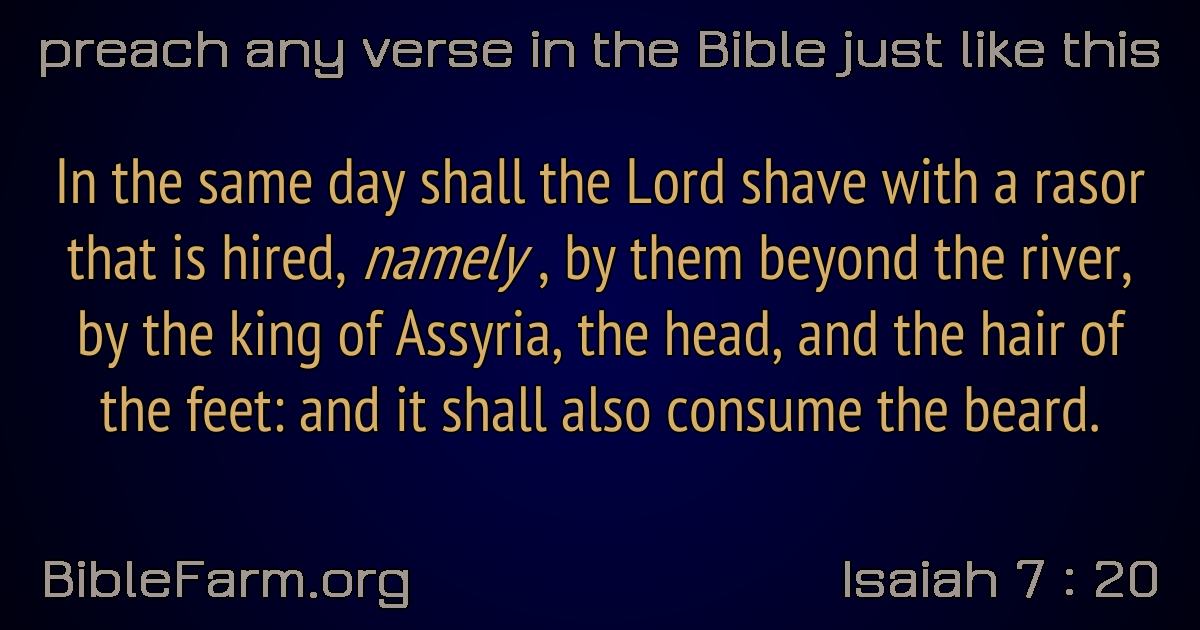 preach any verse in the Bible just like this
In the same day shall the Lord shave with a rasor
that is hired, namely , by them beyond the river,
by the king of Assyria, the head, and the hair of
the feet: and it shall also consume the beard.
BibleFarm.org
Isaiah 7 : 20